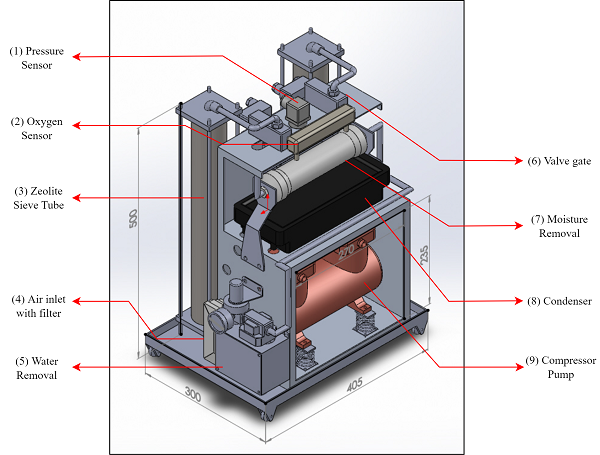 (1) Pressure
Sensor
(2) Oxygen
Sensor
(3) Zeolite
Sieve Tube
(4) Air inlet
with filter
(5) Water
Removal
(6) Valve gate
(7) Moisture
Removal
(8) Condenser
(9) Compressor
Pump
500
270
235
300
405